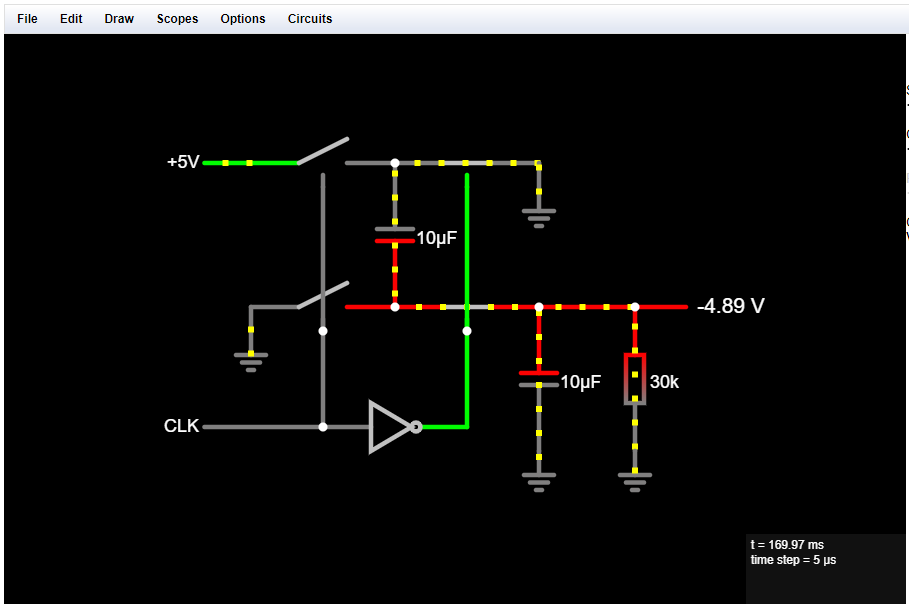 File Edit Draw Scopes Options Circuits
+5V
10µF
-4.89 V
10µF
30k
CLK
t = 169.97 ms
time step = 5 µs